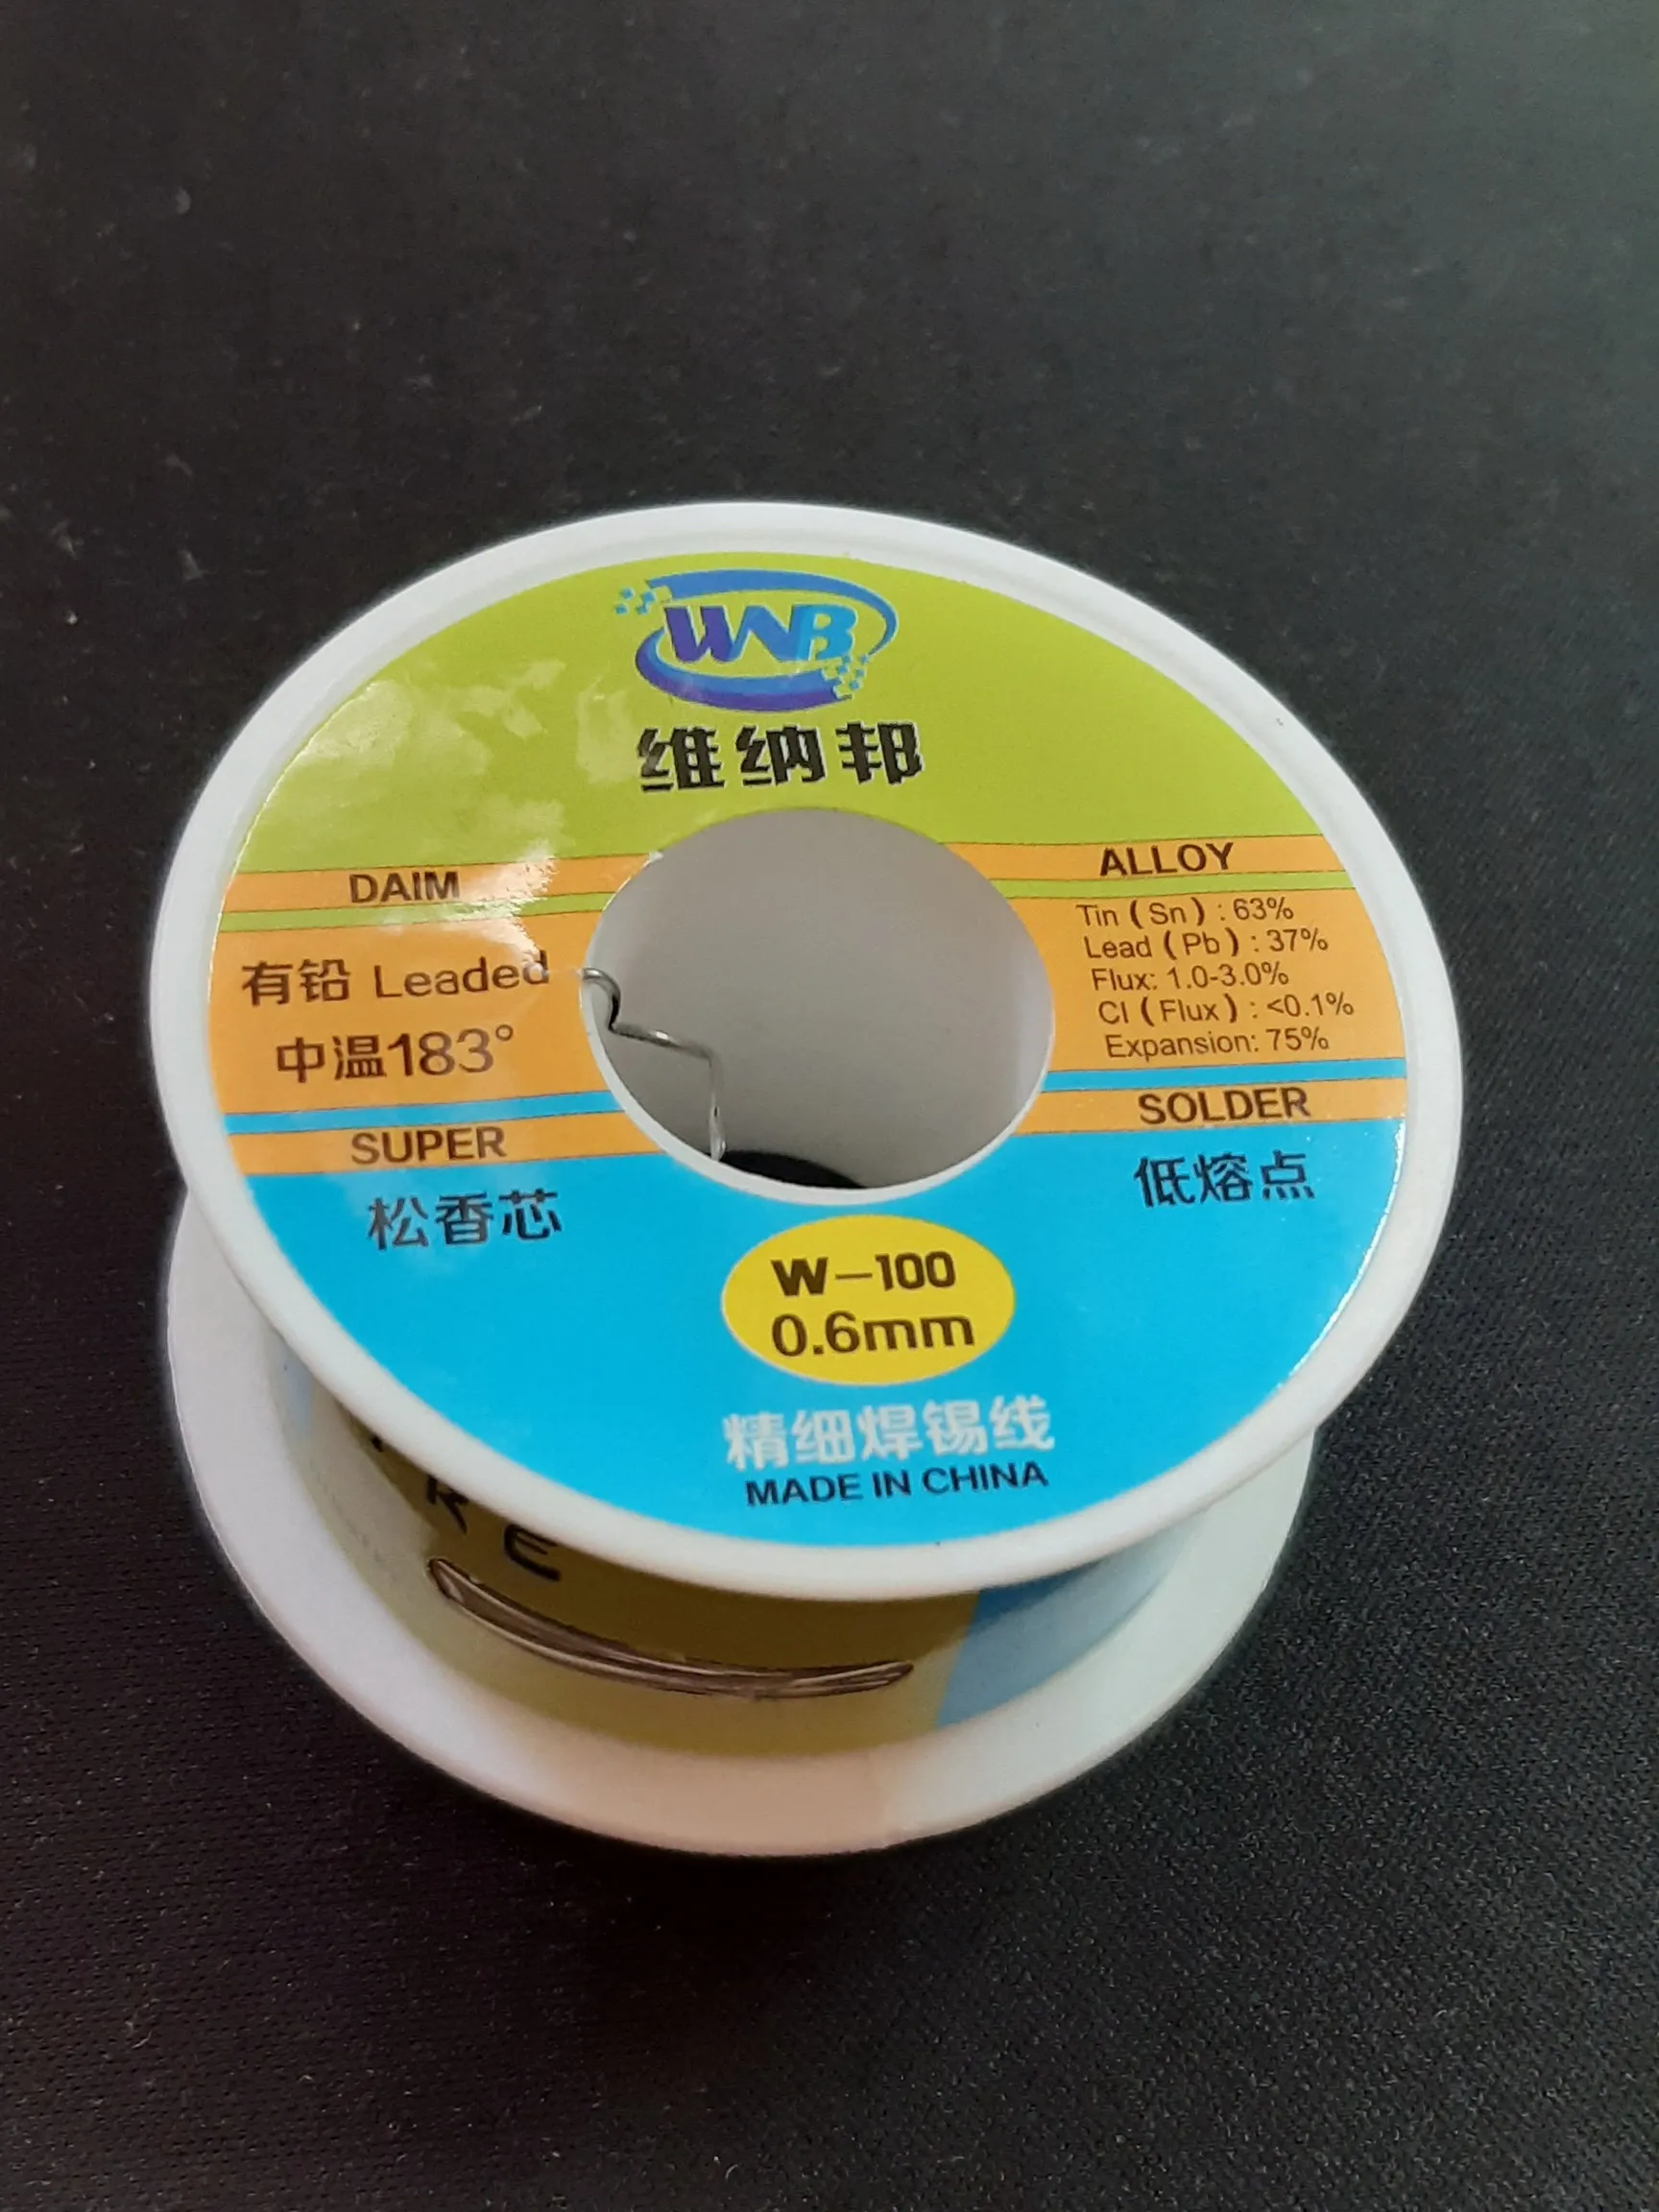 WNB
维纳邦
DAIM
有铅 Leaded
中温183°
SUPER
松香芯
ALLOY
Tin (Sn) : 63%
Lead (Pb) : 37%
Flux: 1.0-3.0%
Cl (Flux) : <0.1%
Expansion: 75%
SOLDER
低熔点
W-100
0.6mm
精细焊锡线
MADE IN CHINA